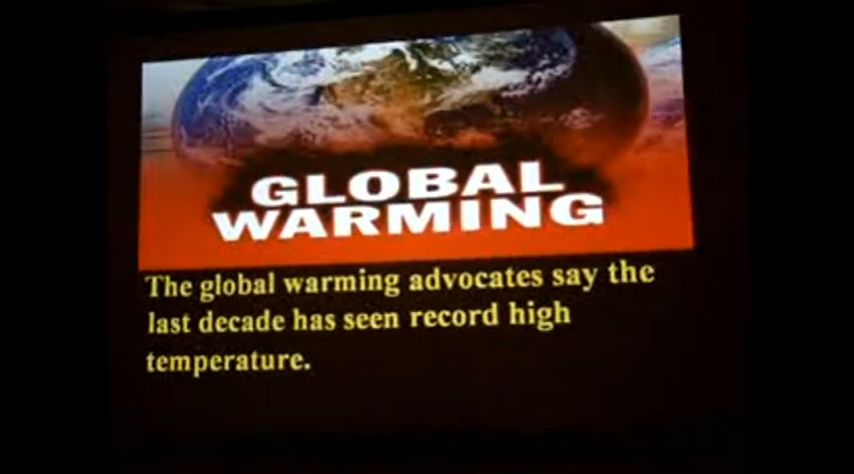 GLOBAL
WARMING
The global warming advocates say the
last decade has seen record high
temperature.